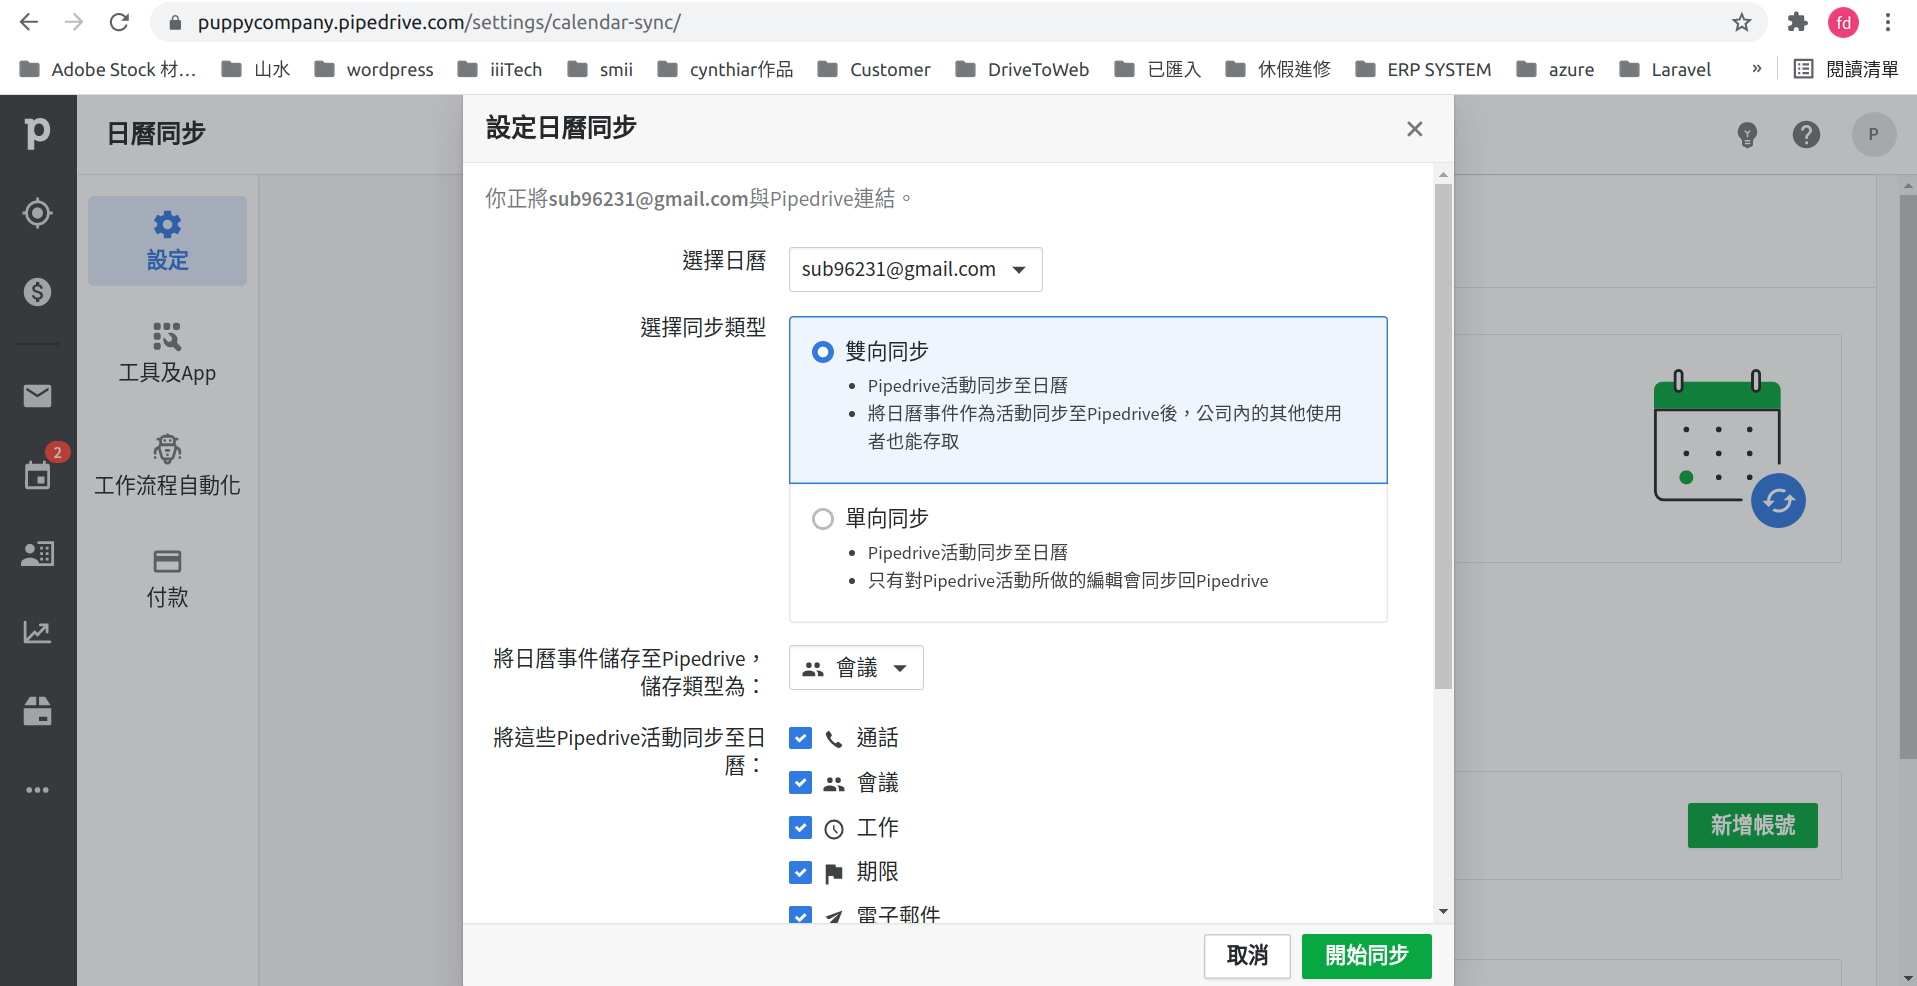 puppycompany.pipedrive.com/settings/calendar-sync/
fd
Adobe Stock 材...
山水
wordpress
iiiTech
smii
cynthiar作品
Customer
DriveToWeb
已匯入
休假進修
ERP SYSTEM
azure
Laravel
»
閱讀清單
p
日曆同步
設定
工具及App
工作流程自動化
付款
2
設定日曆同步
P
你正將sub96231@gmail.com與Pipedrive連結。
選擇日曆
sub96231@gmail.com
選擇同步類型
雙向同步
• Pipedrive活動同步至日曆
• 將日曆事件作為活動同步至Pipedrive後，公司內的其他使用
者也能存取
單向同步
• Pipedrive活動同步至日曆
• 只有對Pipedrive活動所做的編輯會同步回Pipedrive
將日曆事件儲存至Pipedrive，
儲存類型為：
會議
將這些Pipedrive活動同步至日
曆：
通話
會議
工作
期限
電子郵件
新增帳號
取消
開始同步